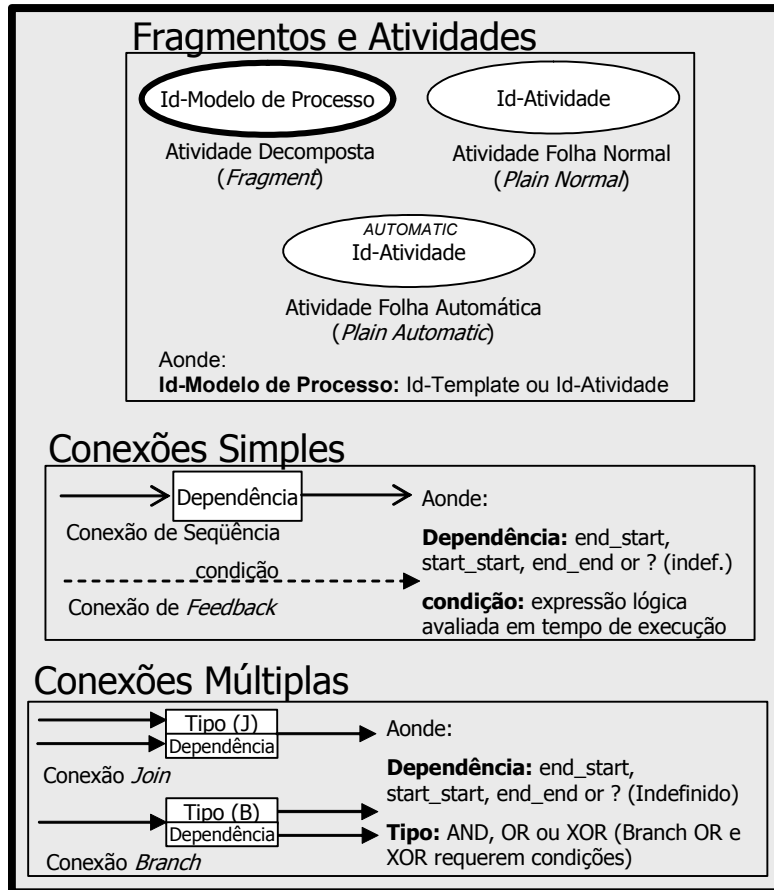 Fragmentos e Atividades
Id-Modelo de Processo
Id-Atividade
Atividade Decomposta
(Fragment)
Atividade Folha Normal
(Plain Normal)
AUTOMATIC
Id-Atividade
Atividade Folha Automática
(Plain Automatic)
Aonde:
Id-Modelo de Processo: Id-Template ou Id-Atividade
Conexões Simples
Dependência
Conexão de Seqüência
condição
Conexão de Feedback
Aonde:
Dependência: end_start,
start_start, end_end or ? (indef.)
condição: expressão lógica
avaliada em tempo de execução
Conexões Múltiplas
Tipo (J)
Dependência
Conexão Join
Tipo (B)
Dependência
Conexão Branch
Aonde:
Dependência: end_start,
start_start, end_end or ? (Indefinido)
Tipo: AND, OR ou XOR (Branch OR e
XOR requerem condições)